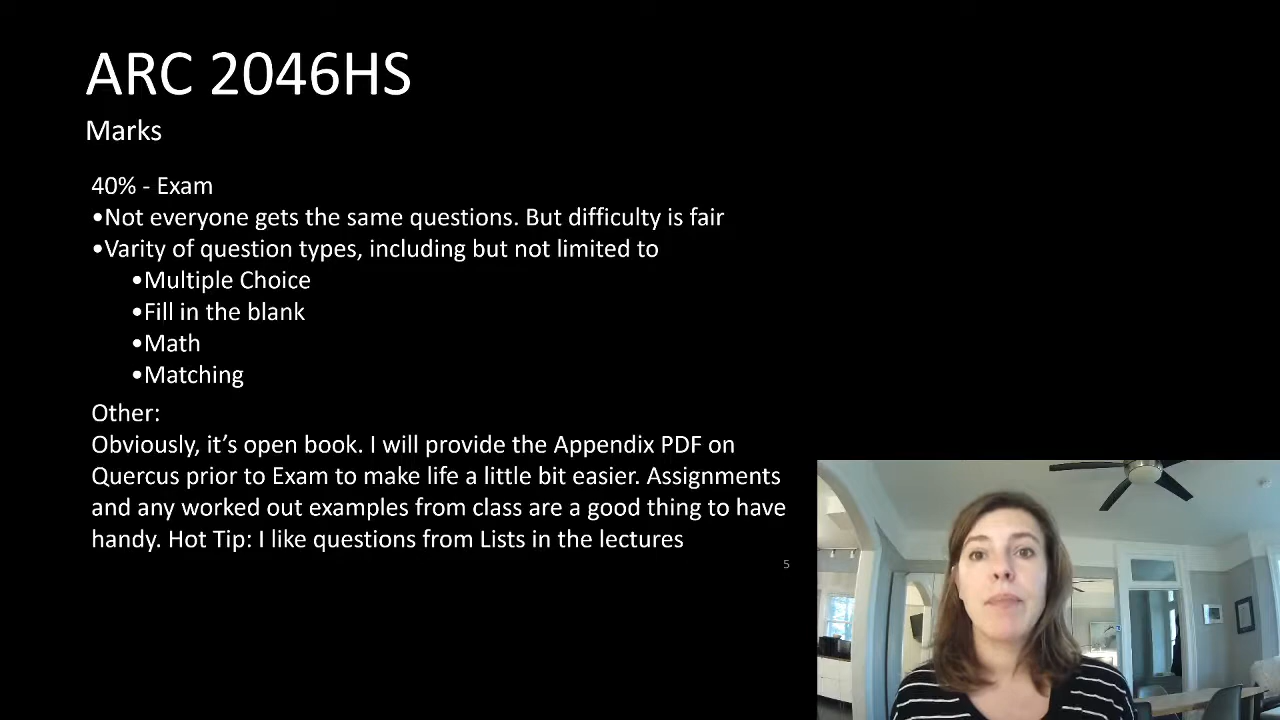 ARC 2046HS
Marks
40% - Exam
•Not everyone gets the same questions. But difficulty is fair
•Varity of question types, including but not limited to
•Multiple Choice
•Fill in the blank
•Math
•Matching
Other:
Obviously, it’s open book. I will provide the Appendix PDF on
Quercus prior to Exam to make life a little bit easier. Assignments
and any worked out examples from class are a good thing to have
handy. Hot Tip: I like questions from Lists in the lectures
5